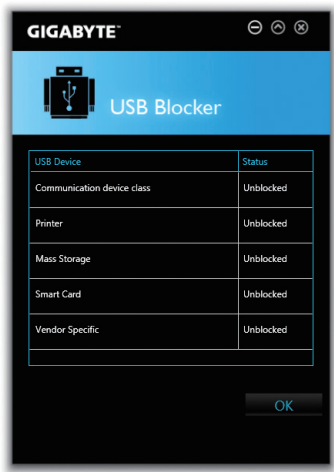 GIGABYTE™
USB Blocker
USB Device Status
Communication device class Unblocked
Printer Unblocked
Mass Storage Unblocked
Smart Card Unblocked
Vendor Specific Unblocked
OK